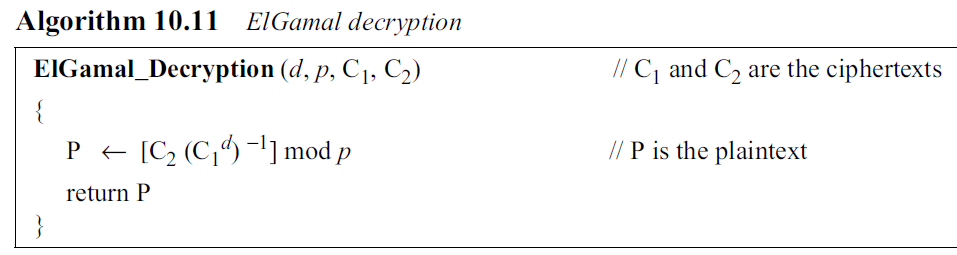 Algorithm 10.11 ElGamal decryption
ElGamal_Decryption (d, p, C₁, C₂) // C₁ and C₂ are the ciphertexts
{
P ← [C₂ (C₁ᵈ) ⁻¹] mod p // P is the plaintext
return P
}